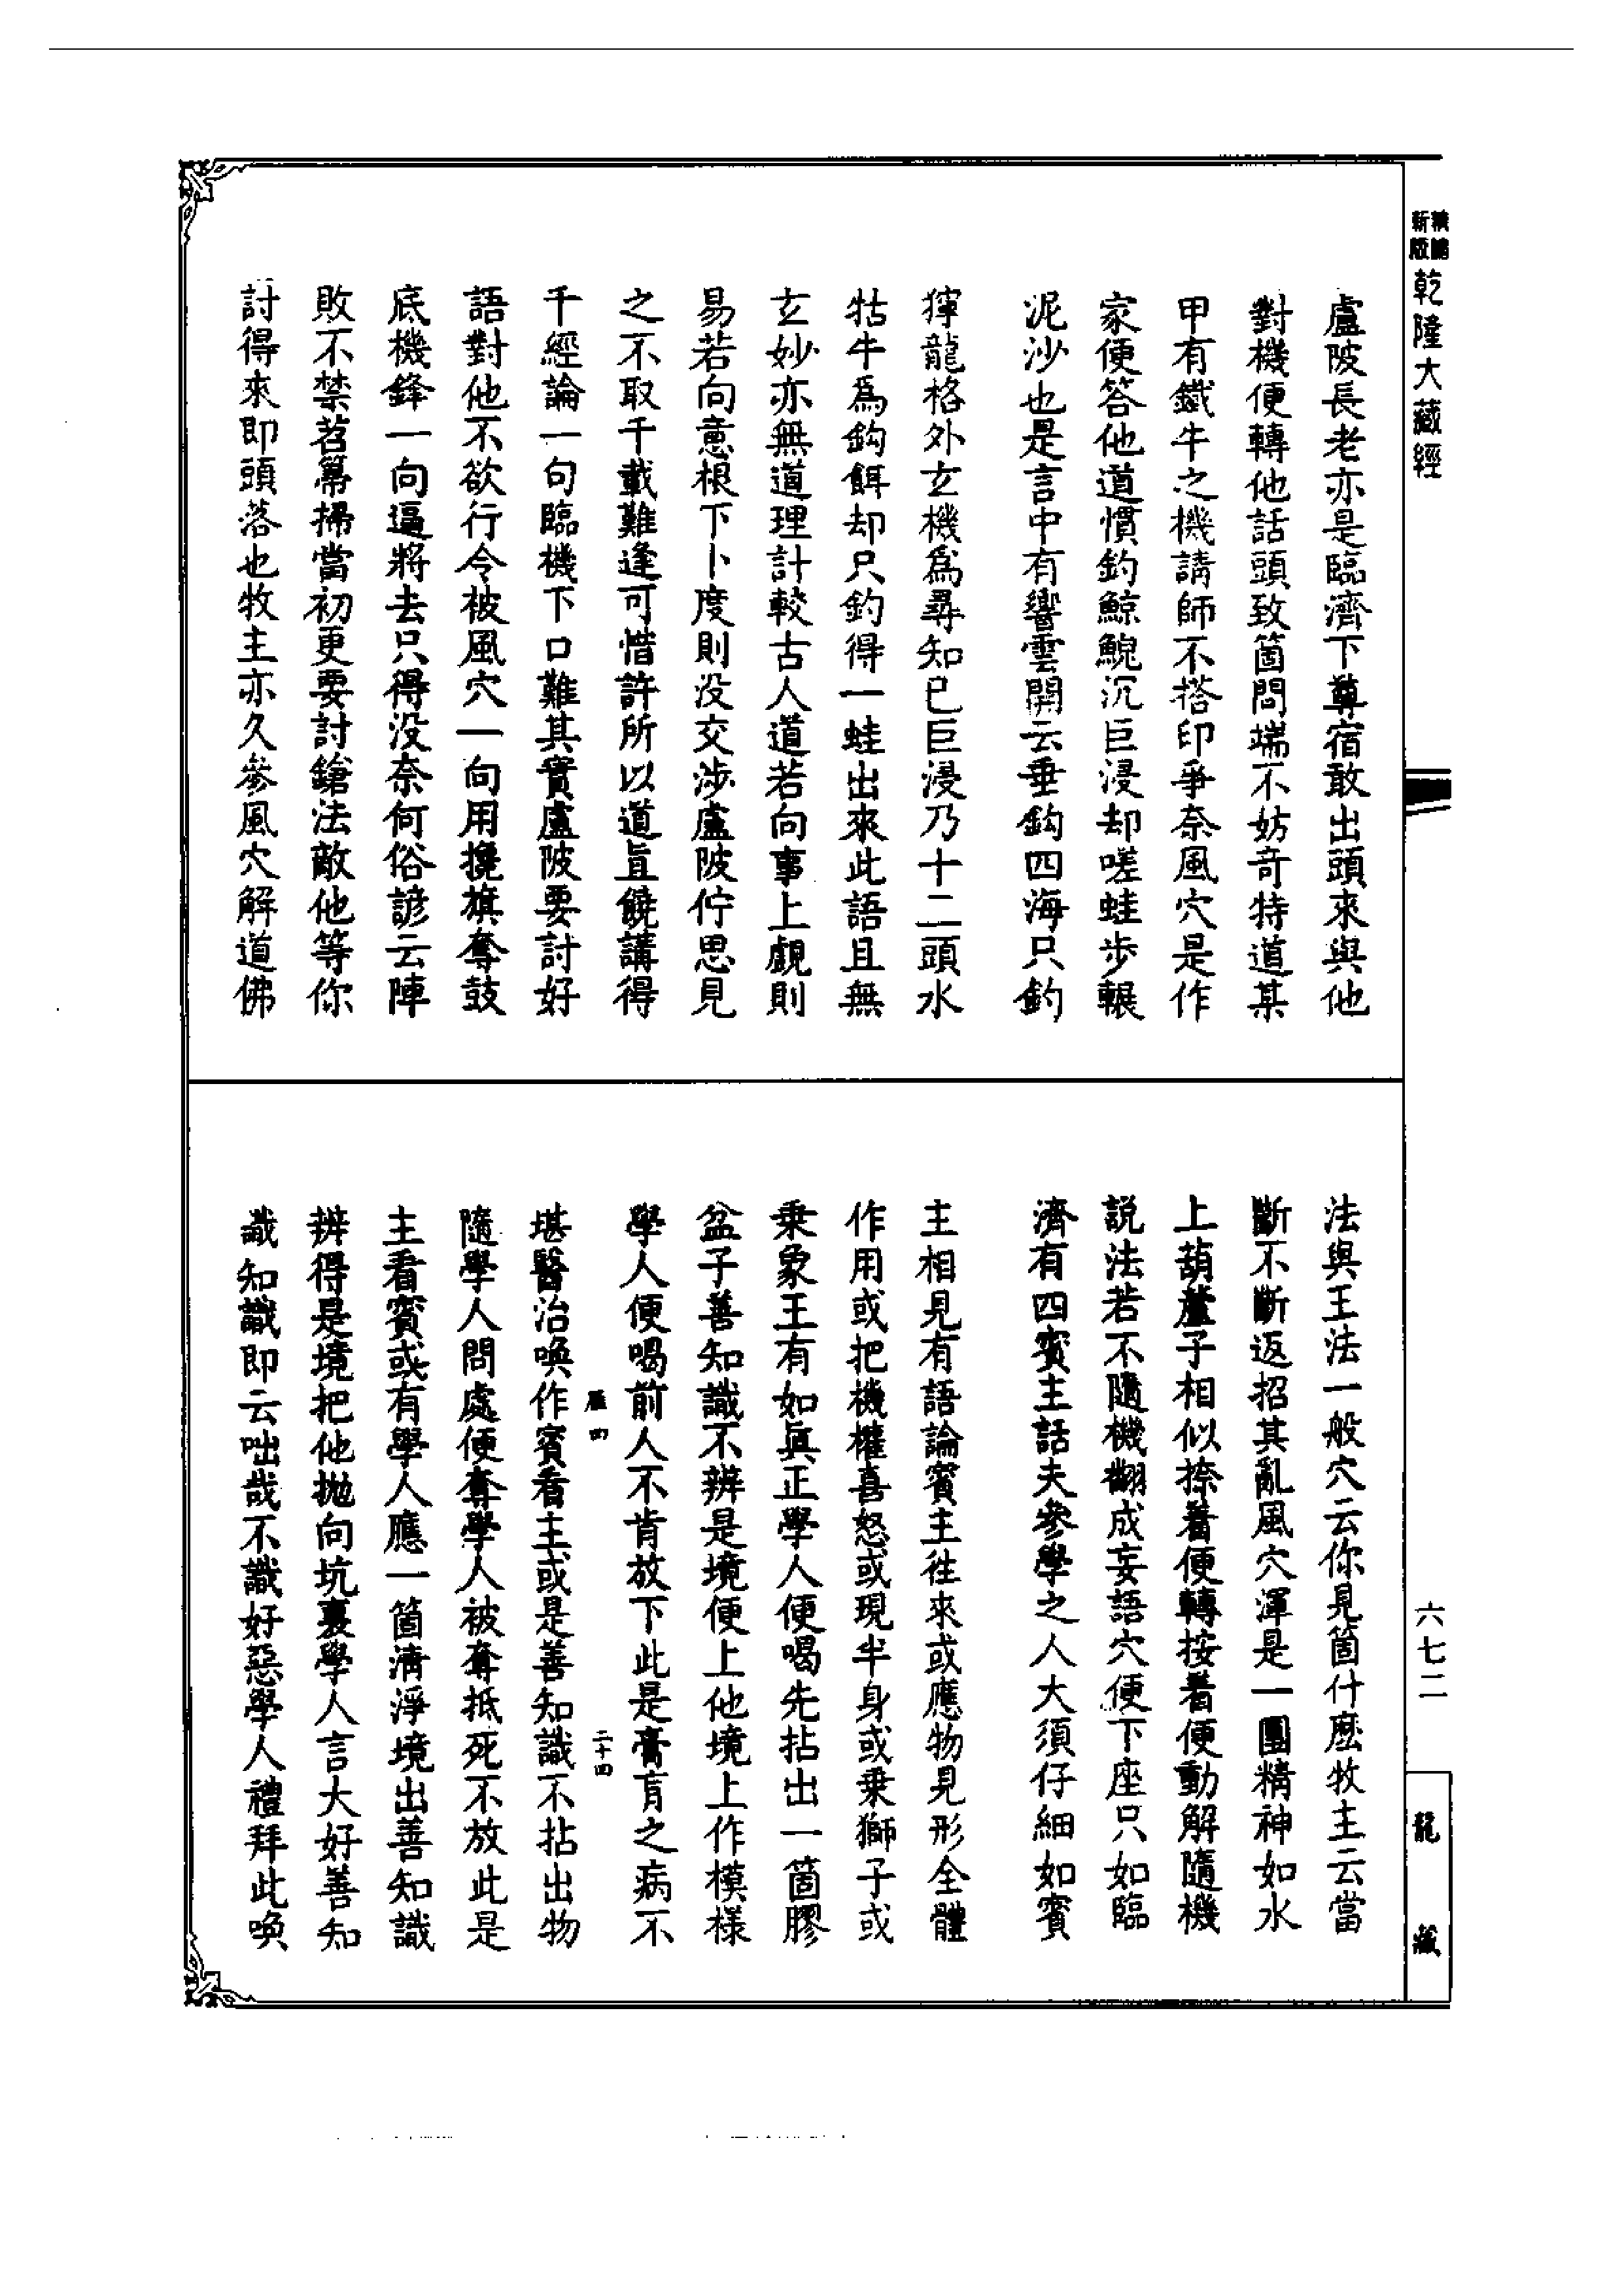 精編
新版
乾隆大藏經
盧陂長老亦是臨濟下尊宿敢出頭來與他
對機便轉他話頭致箇問端不妨奇特道某
甲有鐵牛之機請師不搭印爭奈風穴是作
家便答他道慣釣鯨鯢沉巨浸却嗟蛙步輾
泥沙也是言中有響雲開云垂鈎四海只釣
獰龍格外玄機爲尋知已巨浸乃十二頭水
牯牛爲鈎餌却只釣得一蛙出來此語且無
玄妙亦無道理計較古人道若向事上覷則
易若向意根下卜度則没交涉盧陂佇思見
之不取千載難逢可惜許所以道直饒講得
千經論一句臨機下口難其實盧陂要討好
語對他不欲行令被風穴一向用攙旗奪鼓
底機鋒一向逼將去只得没奈何俗諺云陣
敗不禁苕帚掃當初更要討鎗法敵他等你
討得來即頭落也牧主亦久參風穴解道佛
法與王法一般穴云你見箇什麽牧主云當
斷不斷返招其亂風穴渾是一團精神如水
上葫蘆子相似捺着便轉按着便動解隨機
説法若不隨機翻成妄語穴便下座只如臨
濟有四賓主話夫參學之人大須仔細如賓
主相見有語論賓主徃來或應物見形全體
作用或把機權喜怒或現半身或乗獅子或
乗象王有如眞正學人便喝先拈出一箇膠
盆子善知識不辨是境便上他境上作模樣
學人便喝前人不肯放下此是膏肓之病不
雁四
二十四
堪醫治喚作賓看主或是善知識不拈出物
隨學人問處便奪學人被奪抵死不放此是
主看賓或有學人應一箇清淨境出善知識
辨得是境把他拋向坑裏學人言大好善知
識知識即云咄哉不識好惡學人禮拜此喚
六七二
龍藏